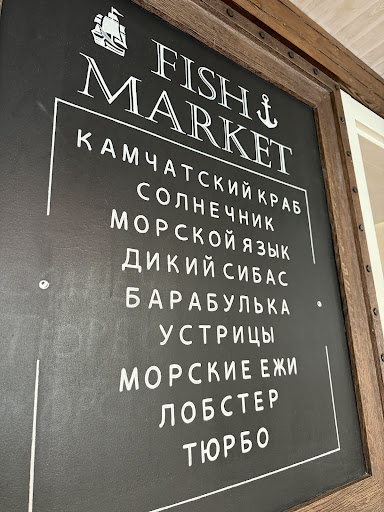 FISH
MARKET
КАМЧАТСКИЙ КРАБ
СОЛНЕЧНИК
МОРСКОЙ ЯЗЫК
ДИКИЙ СИБАС
БАРАБУЛЬКА
УСТРИЦЫ
МОРСКИЕ ЕЖИ
ЛОБСТЕР
ТЮРБО